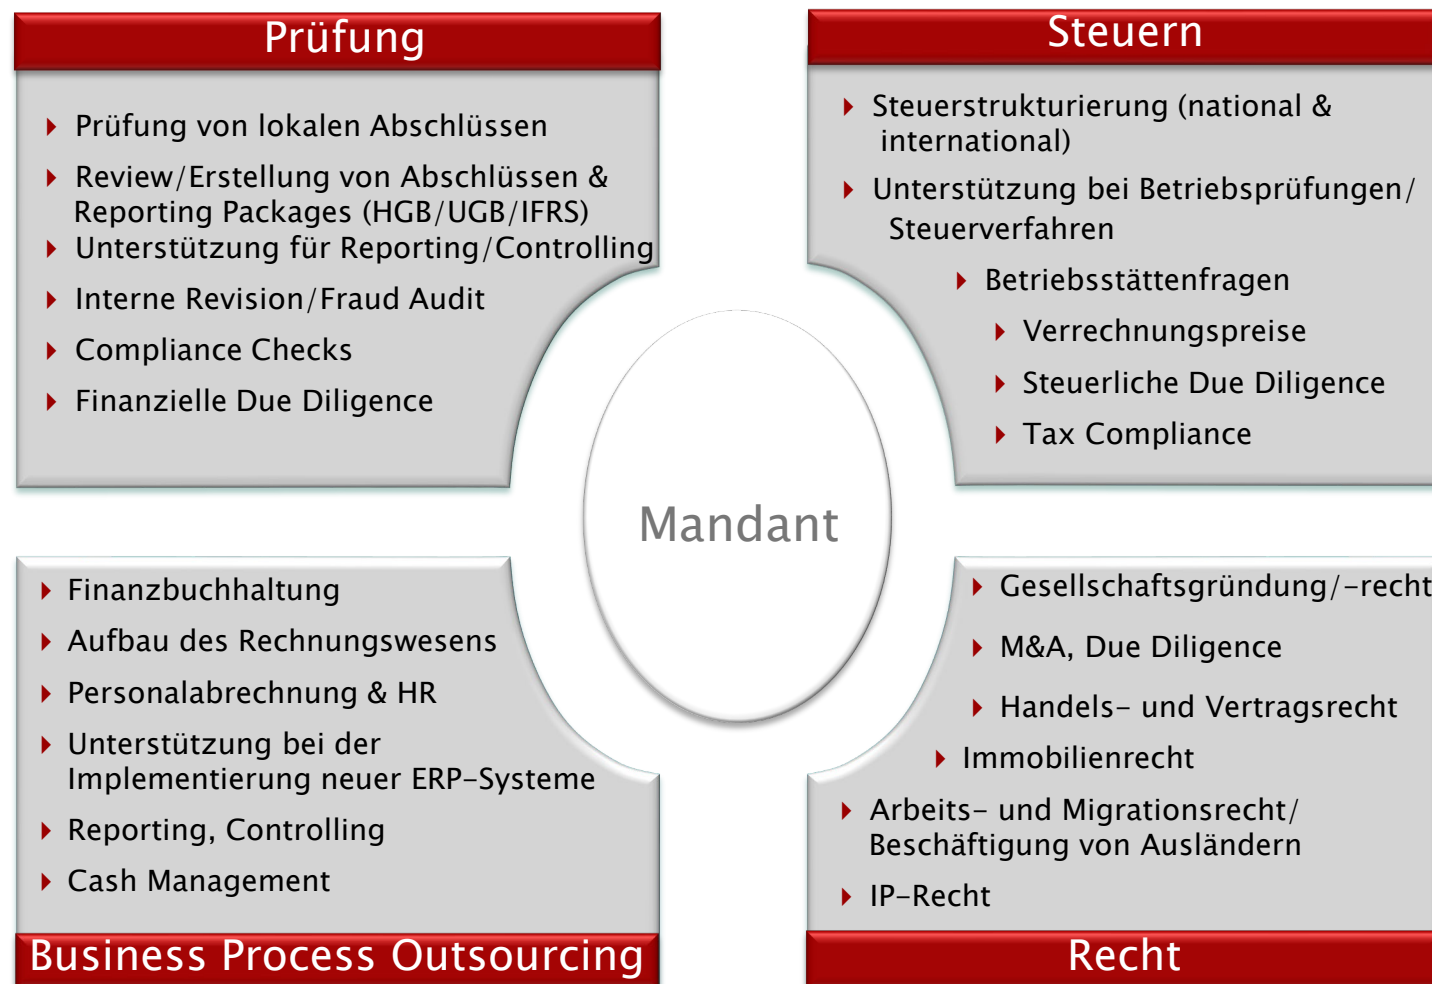 Prüfung
Prüfung von lokalen Abschlüssen
Review/Erstellung von Abschlüssen &
Reporting Packages (HGB/UGB/IFRS)
Unterstützung für Reporting/Controlling
Interne Revision/Fraud Audit
Compliance Checks
Finanzielle Due Diligence
Steuern
Steuerstrukturierung (national &
international)
Unterstützung bei Betriebsprüfungen/
Steuerverfahren
Betriebsstättenfragen
Verrechnungspreise
Steuerliche Due Diligence
Tax Compliance
Mandant
Finanzbuchhaltung
Aufbau des Rechnungswesens
Personalabrechnung & HR
Unterstützung bei der
Implementierung neuer ERP-Systeme
Reporting, Controlling
Cash Management
Business Process Outsourcing
Gesellschaftsgründung/-recht
M&A, Due Diligence
Handels- und Vertragsrecht
Immobilienrecht
Arbeits- und Migrationsrecht/
Beschäftigung von Ausländern
IP-Recht
Recht